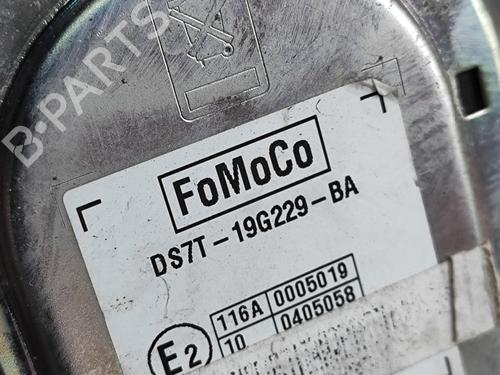 B-PARTS
FoMoCo
DS7T-19G229-BA
116A 0005019
10 0405058
E2